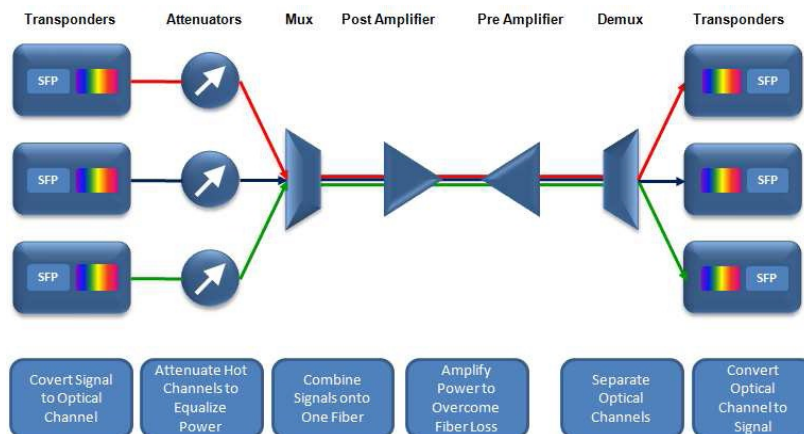 Transponders Attenuators Mux Post Amplifier Pre Amplifier Demux Transponders
SFP
SFP
SFP
SFP
SFP
SFP
Covert Signal
to Optical
Channel
Attenuate Hot
Channels to
Equalize
Power
Combine
Signals onto
One Fiber
Amplify
Power to
Overcome
Fiber Loss
Separate
Optical
Channels
Convert
Optical
Channel to
Signal